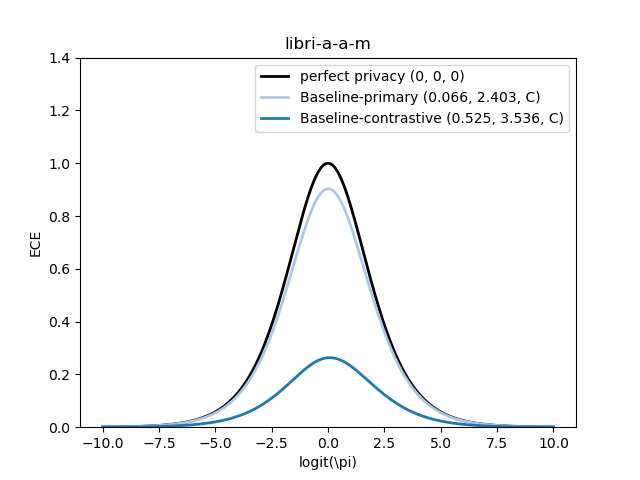 libri-a-a-m
perfect privacy (0, 0, 0)
Baseline-primary (0.066, 2.403, C)
Baseline-contrastive (0.525, 3.536, C)
ECE
1.4
1.2
1.0
0.8
0.6
0.4
0.2
0.0
−10.0 −7.5 −5.0 −2.5 0.0 2.5 5.0 7.5 10.0
logit(\pi)